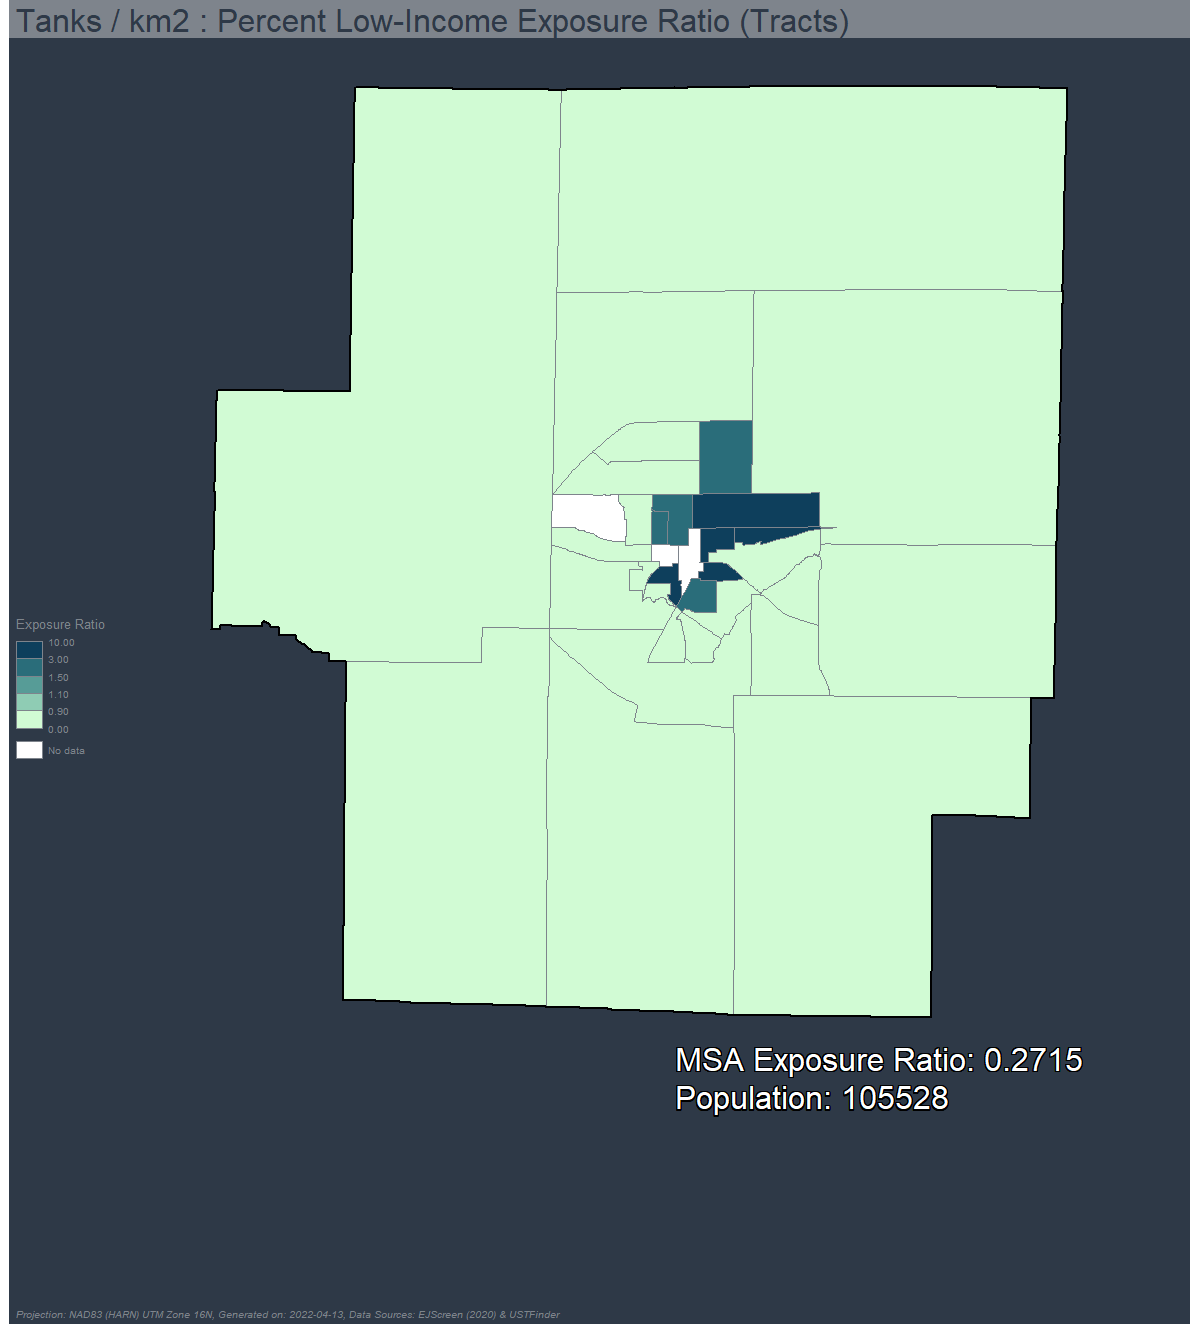 Tanks / km2 : Percent Low-Income Exposure Ratio (Tracts)
Exposure Ratio
10.00
3.00
1.50
1.10
0.90
0.00
No data
MSA Exposure Ratio: 0.2715
Population: 105528
Projection: NAD83 (HARN) UTM Zone 16N, Generated on: 2022-04-13, Data Sources: EJScreen (2020) & USTFinder